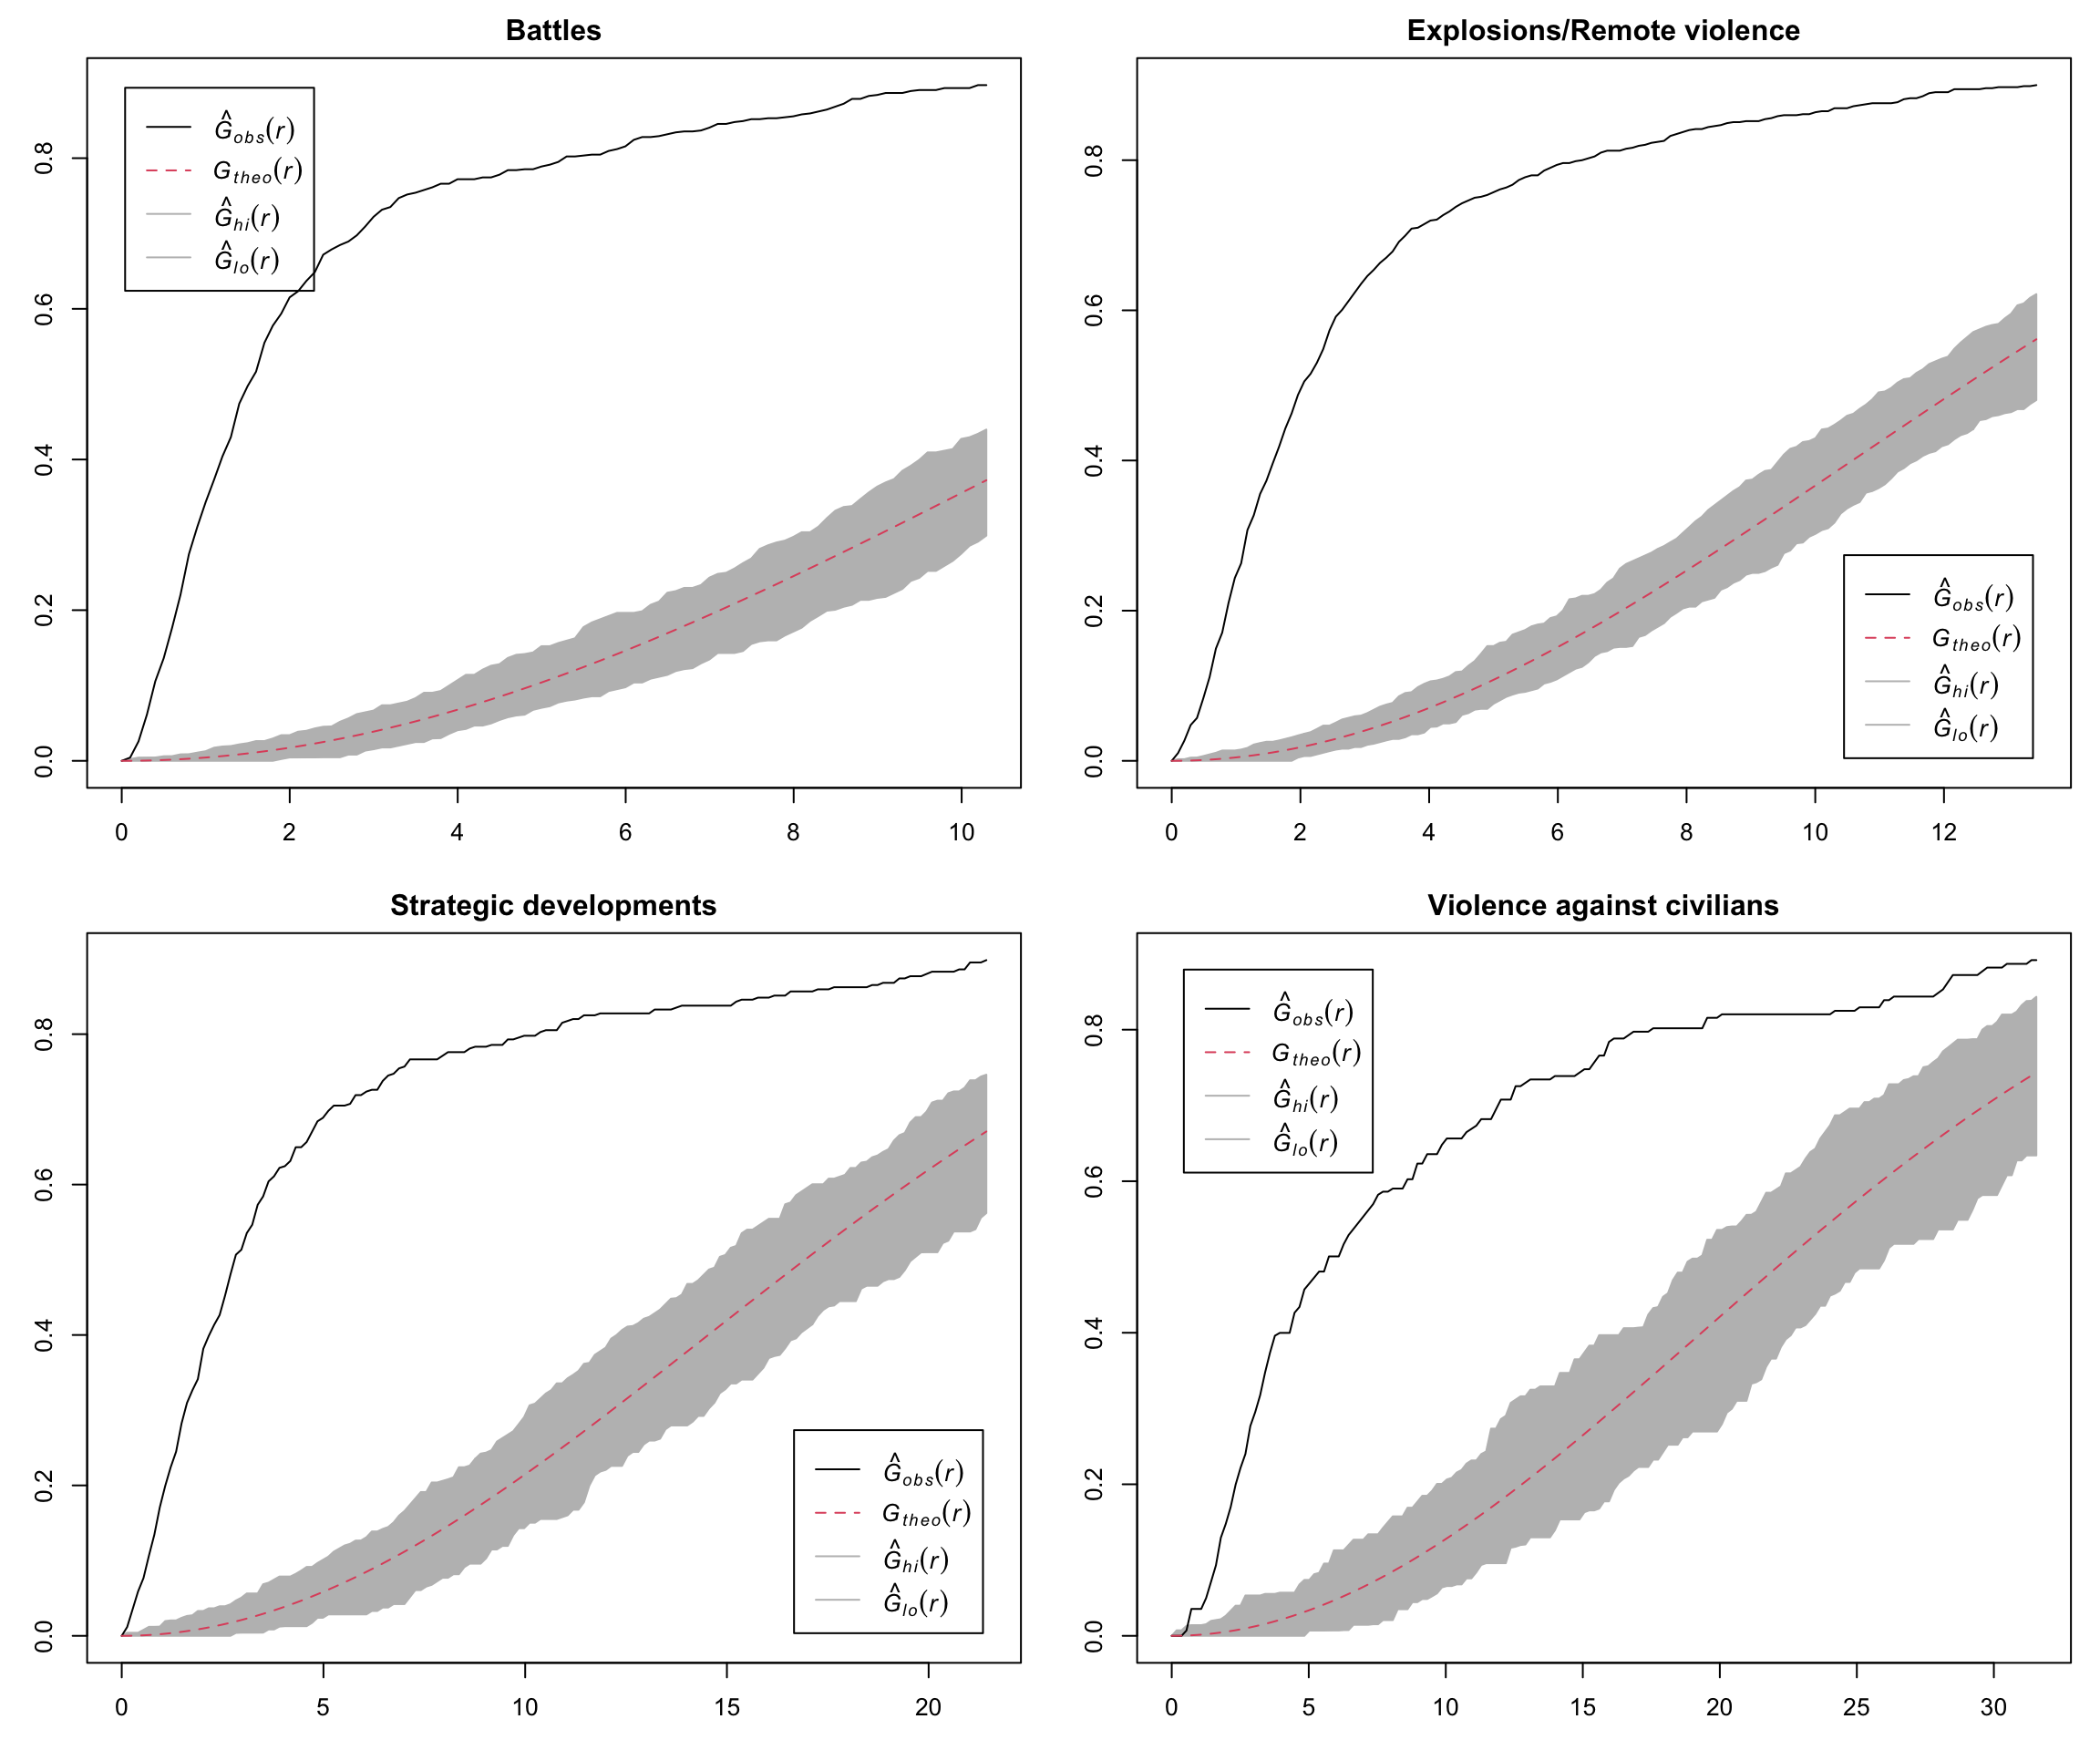 Battles
Ĝobs(r)
Gtheo(r)
Ĝhi(r)
Ĝlo(r)
0.0
0.2
0.4
0.6
0.8
0 2 4 6 8 10
Explosions/Remote violence
Ĝobs(r)
Gtheo(r)
Ĝhi(r)
Ĝlo(r)
0.0
0.2
0.4
0.6
0.8
0 2 4 6 8 10 12
Strategic developments
Ĝobs(r)
Gtheo(r)
Ĝhi(r)
Ĝlo(r)
0.0
0.2
0.4
0.6
0.8
0 5 10 15 20
Violence against civilians
Ĝobs(r)
Gtheo(r)
Ĝhi(r)
Ĝlo(r)
0.0
0.2
0.4
0.6
0.8
0 5 10 15 20 25 30